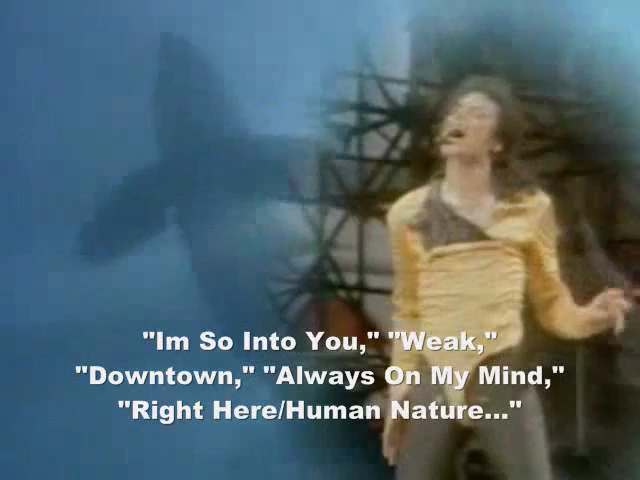 "Im So Into You," "Weak,"
"Downtown," "Always On My Mind,"
"Right Here/Human Nature..."